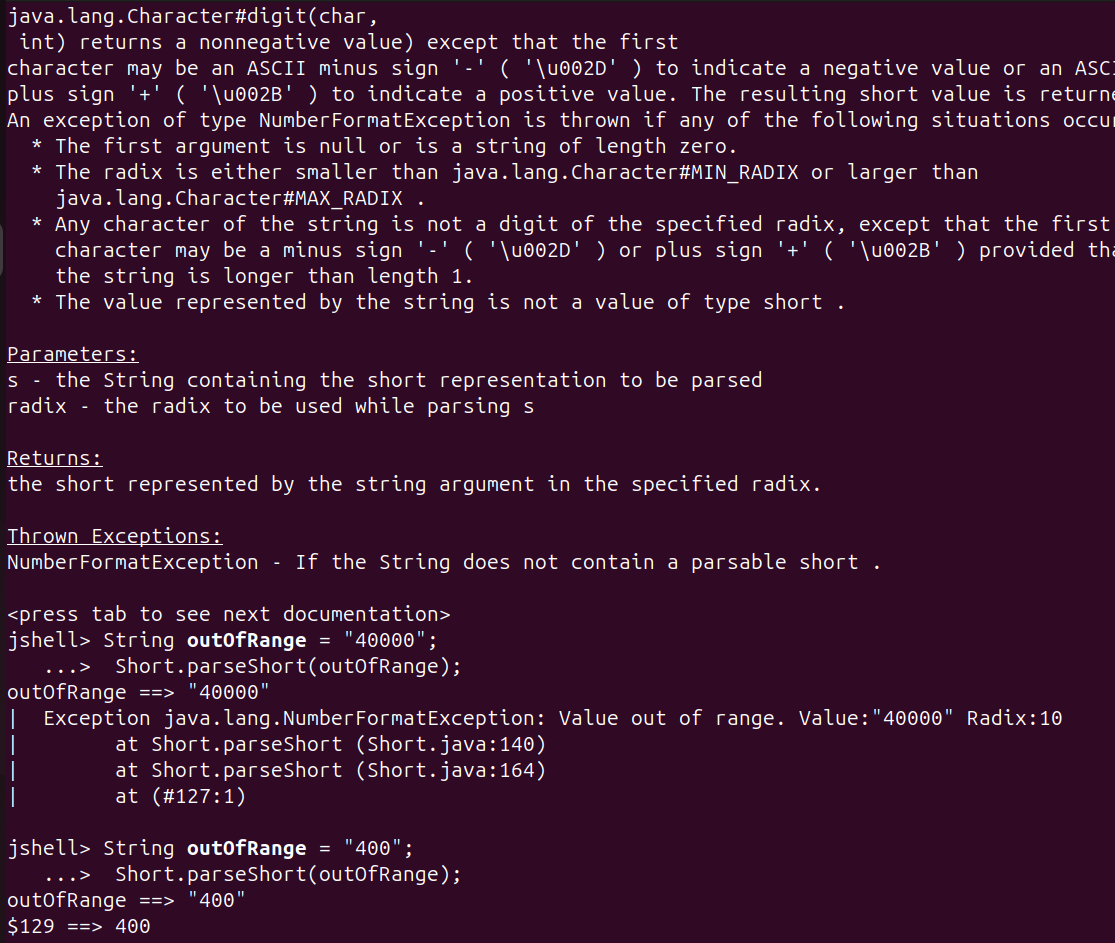 java.lang.Character#digit(char,
 int) returns a nonnegative value) except that the first
character may be an ASCII minus sign '-' ( '\u002D' ) to indicate a negative value or an ASCI
plus sign '+' ( '\u002B' ) to indicate a positive value. The resulting short value is returne
An exception of type NumberFormatException is thrown if any of the following situations occur
  * The first argument is null or is a string of length zero.
  * The radix is either smaller than java.lang.Character#MIN_RADIX or larger than
    java.lang.Character#MAX_RADIX .
  * Any character of the string is not a digit of the specified radix, except that the first
    character may be a minus sign '-' ( '\u002D' ) or plus sign '+' ( '\u002B' ) provided tha
    the string is longer than length 1.
  * The value represented by the string is not a value of type short .

Parameters:
s - the String containing the short representation to be parsed
radix - the radix to be used while parsing s

Returns:
the short represented by the string argument in the specified radix.

Thrown Exceptions:
NumberFormatException - If the String does not contain a parsable short .

<press tab to see next documentation>
jshell> String outOfRange = "40000";
   ...>  Short.parseShort(outOfRange);
outOfRange ==> "40000"
|  Exception java.lang.NumberFormatException: Value out of range. Value:"40000" Radix:10
|        at Short.parseShort (Short.java:140)
|        at Short.parseShort (Short.java:164)
|        at (#127:1)

jshell> String outOfRange = "400";
   ...>  Short.parseShort(outOfRange);
outOfRange ==> "400"
$129 ==> 400